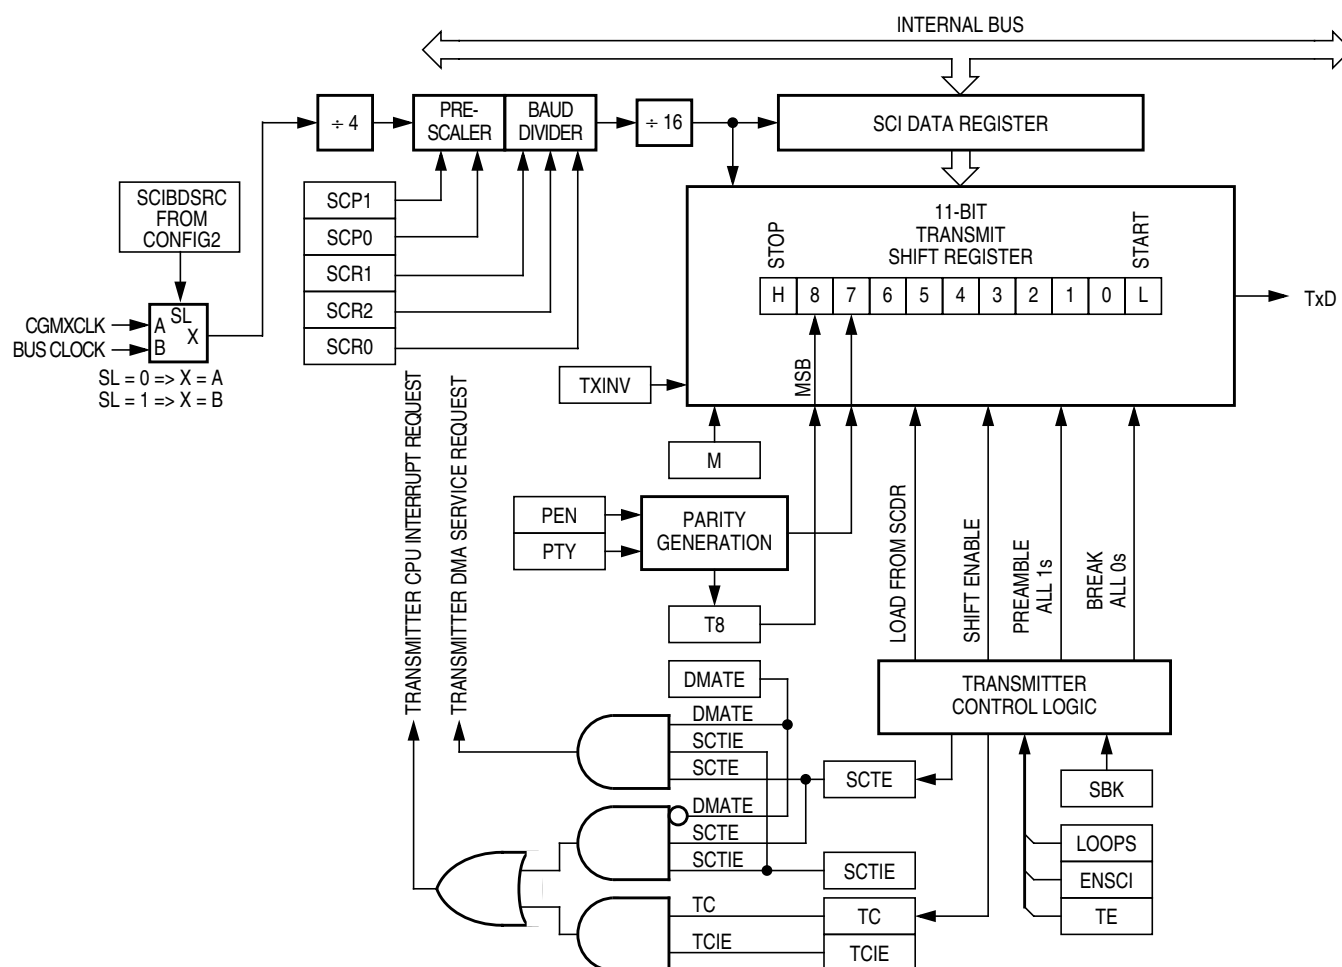 INTERNAL BUS
÷ 4
PRE-
SCALER
BAUD
DIVIDER
÷ 16
SCI DATA REGISTER
SCIBDSRC
FROM
CONFIG2
SCP1
SCP0
SCR1
SCR2
SCR0
11-BIT
TRANSMIT
SHIFT REGISTER
STOP
START
H 8 7 6 5 4 3 2 1 0 L
TxD
SL
CGMXCLK
A
X
BUS CLOCK
B
SL = 0 => X = A
SL = 1 => X = B
TXINV
MSB
M
TRANSMITTER CPU INTERRUPT REQUEST
TRANSMITTER DMA SERVICE REQUEST
PEN
PTY
PARITY
GENERATION
T8
LOAD FROM SCDR
SHIFT ENABLE
PREAMBLE
ALL 1s
BREAK
ALL 0s
TRANSMITTER
CONTROL LOGIC
DMATE
DMATE
SCTIE
SCTE
SCTE
SBK
DMATE
SCTE
SCTIE
SCTIE
LOOPS
ENSCI
TE
TC
TC
TCIE
TCIE